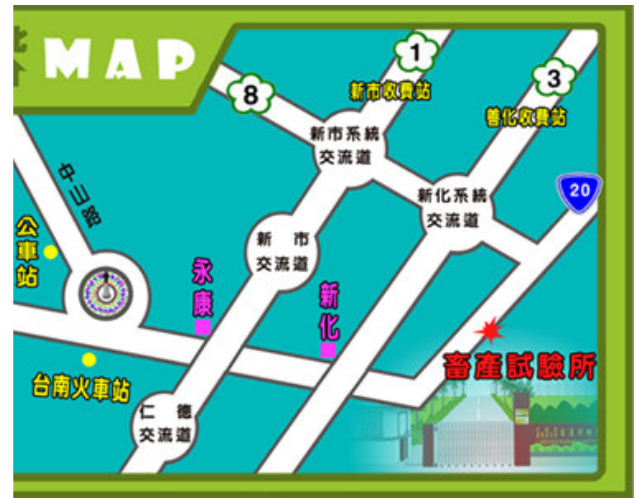 MAP
1
新市收費站
8
3
善化收費站
新市系統
交流道
新化系統
交流道
20
中山路
公車站
新市
交流道
永康
新化
台南火車站
畜產試驗所
仁德
交流道